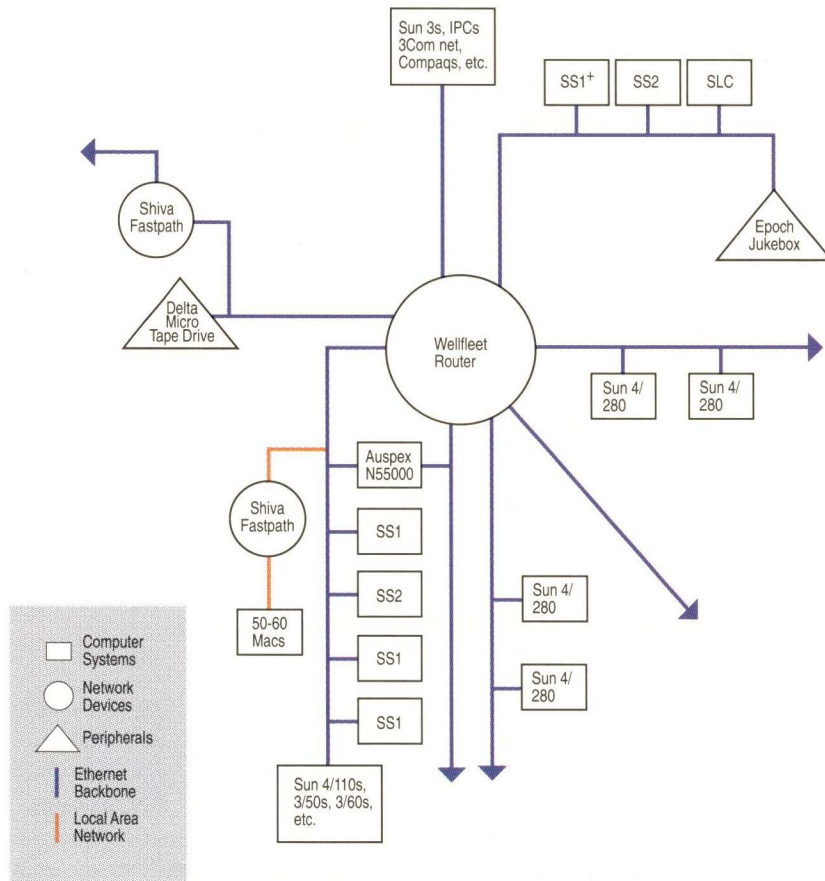 Sun 3s, IPCs
3Com net,
Compaqs, etc.
SS1+
SS2
SLC
Shiva
Fastpath
Epoch
Jukebox
Delta
Micro
Tape Drive
Wellfleet
Router
Sun 4/
280
Sun 4/
280
Auspex
N55000
Shiva
Fastpath
SS1
SS2
50-60
Macs
SS1
SS1
Sun 4/
280
Sun 4/
280
Sun 4/110s,
3/50s, 3/60s,
etc.
Computer
Systems
Network
Devices
Peripherals
Ethernet
Backbone
Local Area
Network